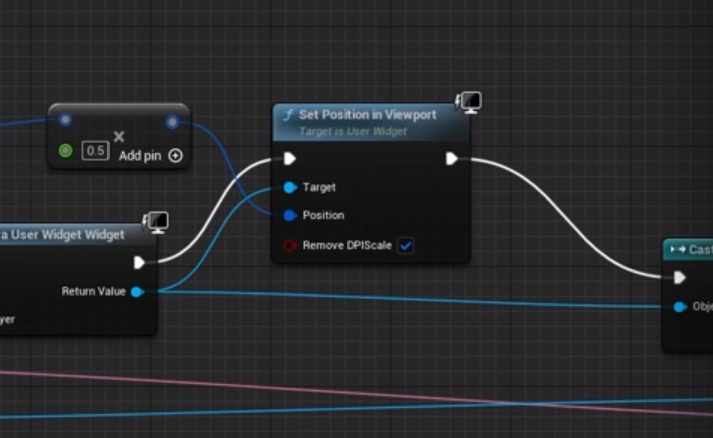 0.5
Add pin
Set Position in Viewport
Target is User Widget
Target
Position
Remove DPIScale
a User Widget Widget
Return Value
yer
Cast
Obje